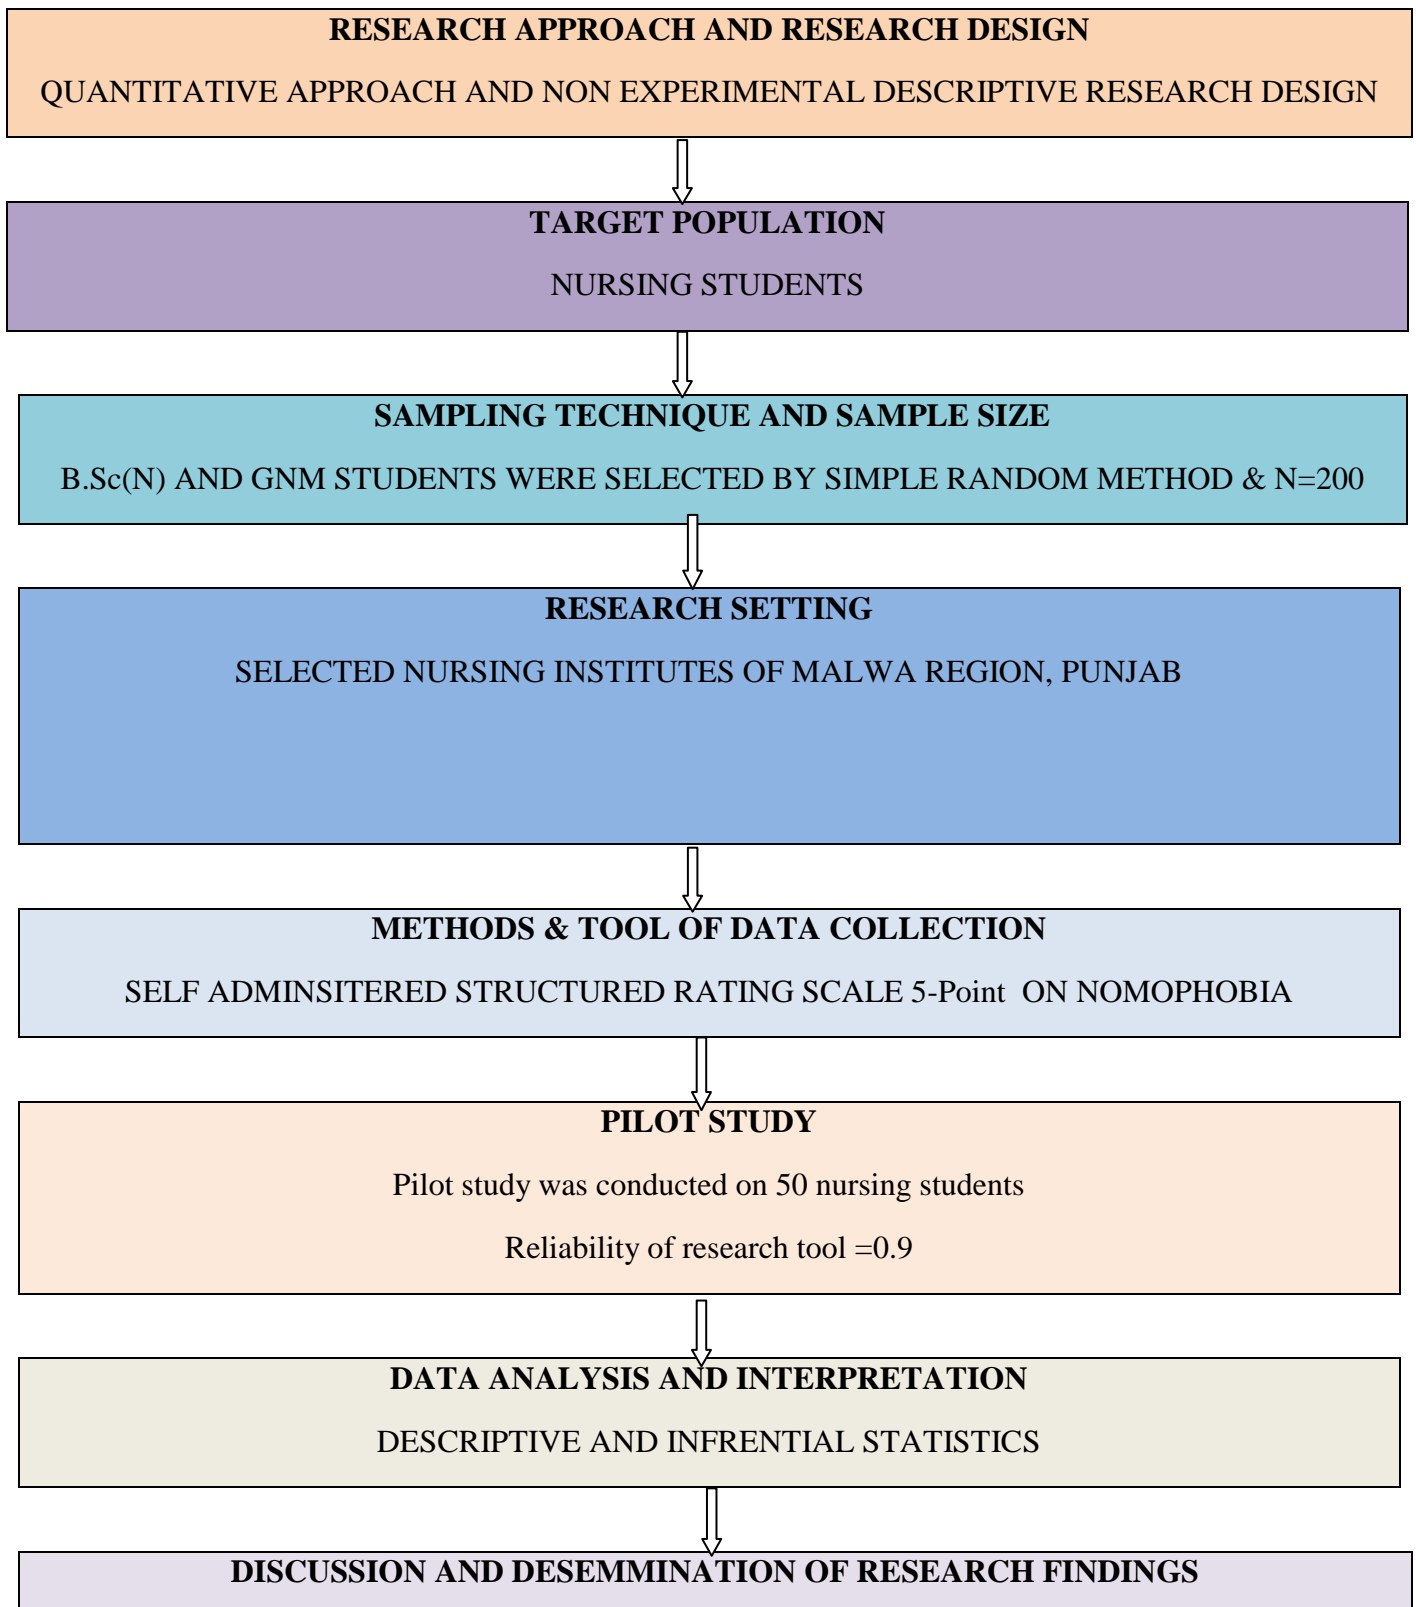 RESEARCH APPROACH AND RESEARCH DESIGN
QUANTITATIVE APPROACH AND NON EXPERIMENTAL DESCRIPTIVE RESEARCH DESIGN
TARGET POPULATION
NURSING STUDENTS
SAMPLING TECHNIQUE AND SAMPLE SIZE
B.Sc(N) AND GNM STUDENTS WERE SELECTED BY SIMPLE RANDOM METHOD & N=200
RESEARCH SETTING
SELECTED NURSING INSTITUTES OF MALWA REGION, PUNJAB
METHODS & TOOL OF DATA COLLECTION
SELF ADMINSITERED STRUCTURED RATING SCALE 5-Point ON NOMOPHOBIA
PILOT STUDY
Pilot study was conducted on 50 nursing students
Reliability of research tool =0.9
DATA ANALYSIS AND INTERPRETATION
DESCRIPTIVE AND INFRENTIAL STATISTICS
DISCUSSION AND DESEMMINATION OF RESEARCH FINDINGS